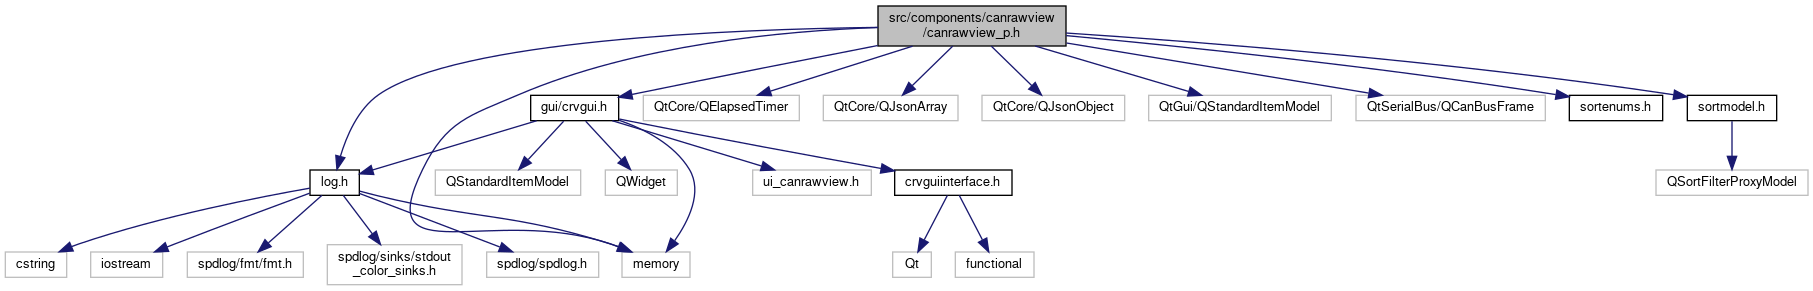 src/components/canrawview
/canrawview_p.h
gui/crvgui.h
QtCore/QElapsedTimer
QtCore/QJsonArray
QtCore/QJsonObject
QtGui/QStandardItemModel
QtSerialBus/QCanBusFrame
sortenums.h
sortmodel.h
log.h
QStandardItemModel
QWidget
ui_canrawview.h
crvguiinterface.h
QSortFilterProxyModel
cstring
iostream
spdlog/fmt/fmt.h
spdlog/sinks/stdout
_color_sinks.h
spdlog/spdlog.h
memory
Qt
functional